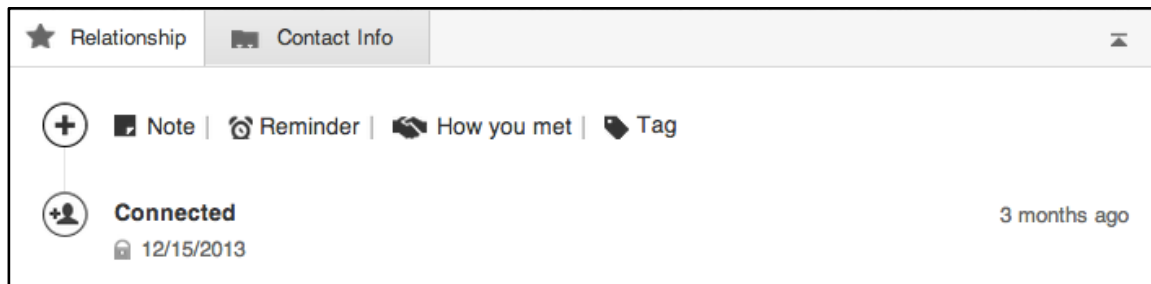 Relationship Contact Info
Note | Reminder | How you met | Tag
Connected 3 months ago
12/15/2013